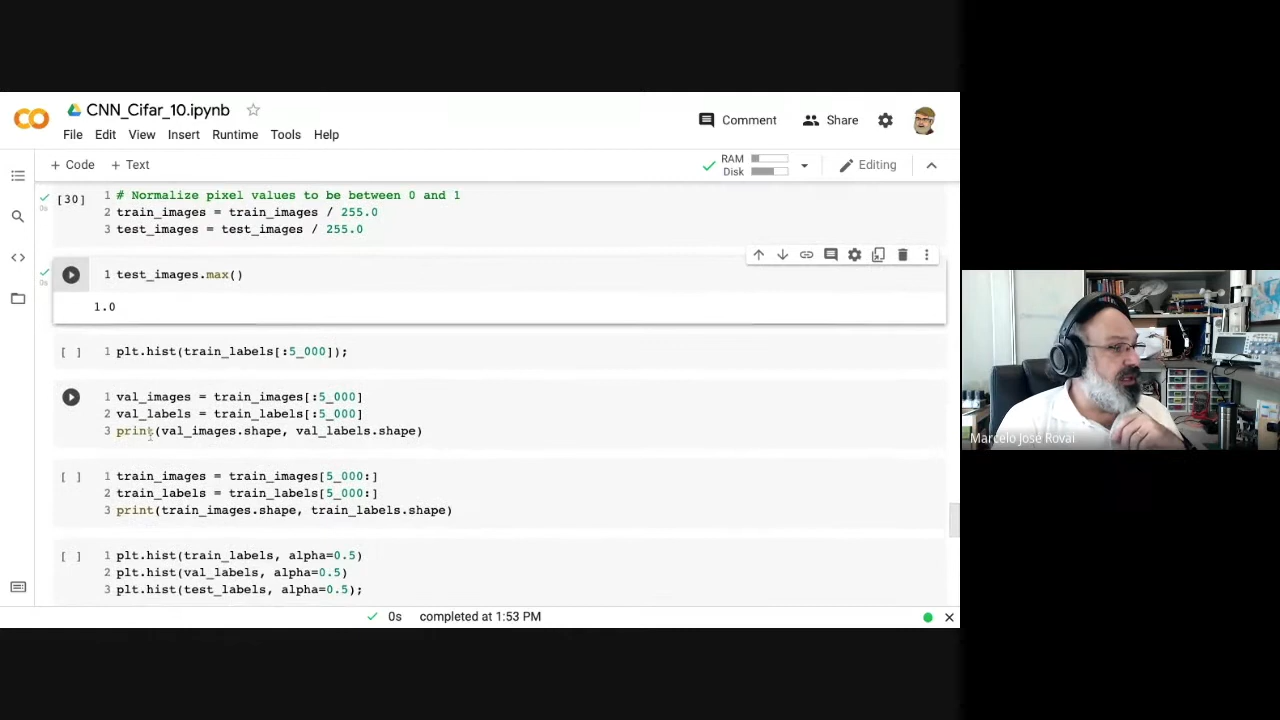 CNN_Cifar_10.ipynb
File Edit View Insert Runtime Tools Help
Comment Share
+ Code + Text
RAM
Disk
Editing
[30]
1 # Normalize pixel values to be between 0 and 1
2 train_images = train_images / 255.0
3 test_images = test_images / 255.0
0s
1 test_images.max()
0s
1.0
[ ]
1 plt.hist(train_labels[:5_000]);
1 val_images = train_images[:5_000]
2 val_labels = train_labels[:5_000]
3 print(val_images.shape, val_labels.shape)
[ ]
1 train_images = train_images[5_000:]
2 train_labels = train_labels[5_000:]
3 print(train_images.shape, train_labels.shape)
[ ]
1 plt.hist(train_labels, alpha=0.5)
2 plt.hist(val_labels, alpha=0.5)
3 plt.hist(test_labels, alpha=0.5);
0s completed at 1:53 PM
Marcelo José Rovai